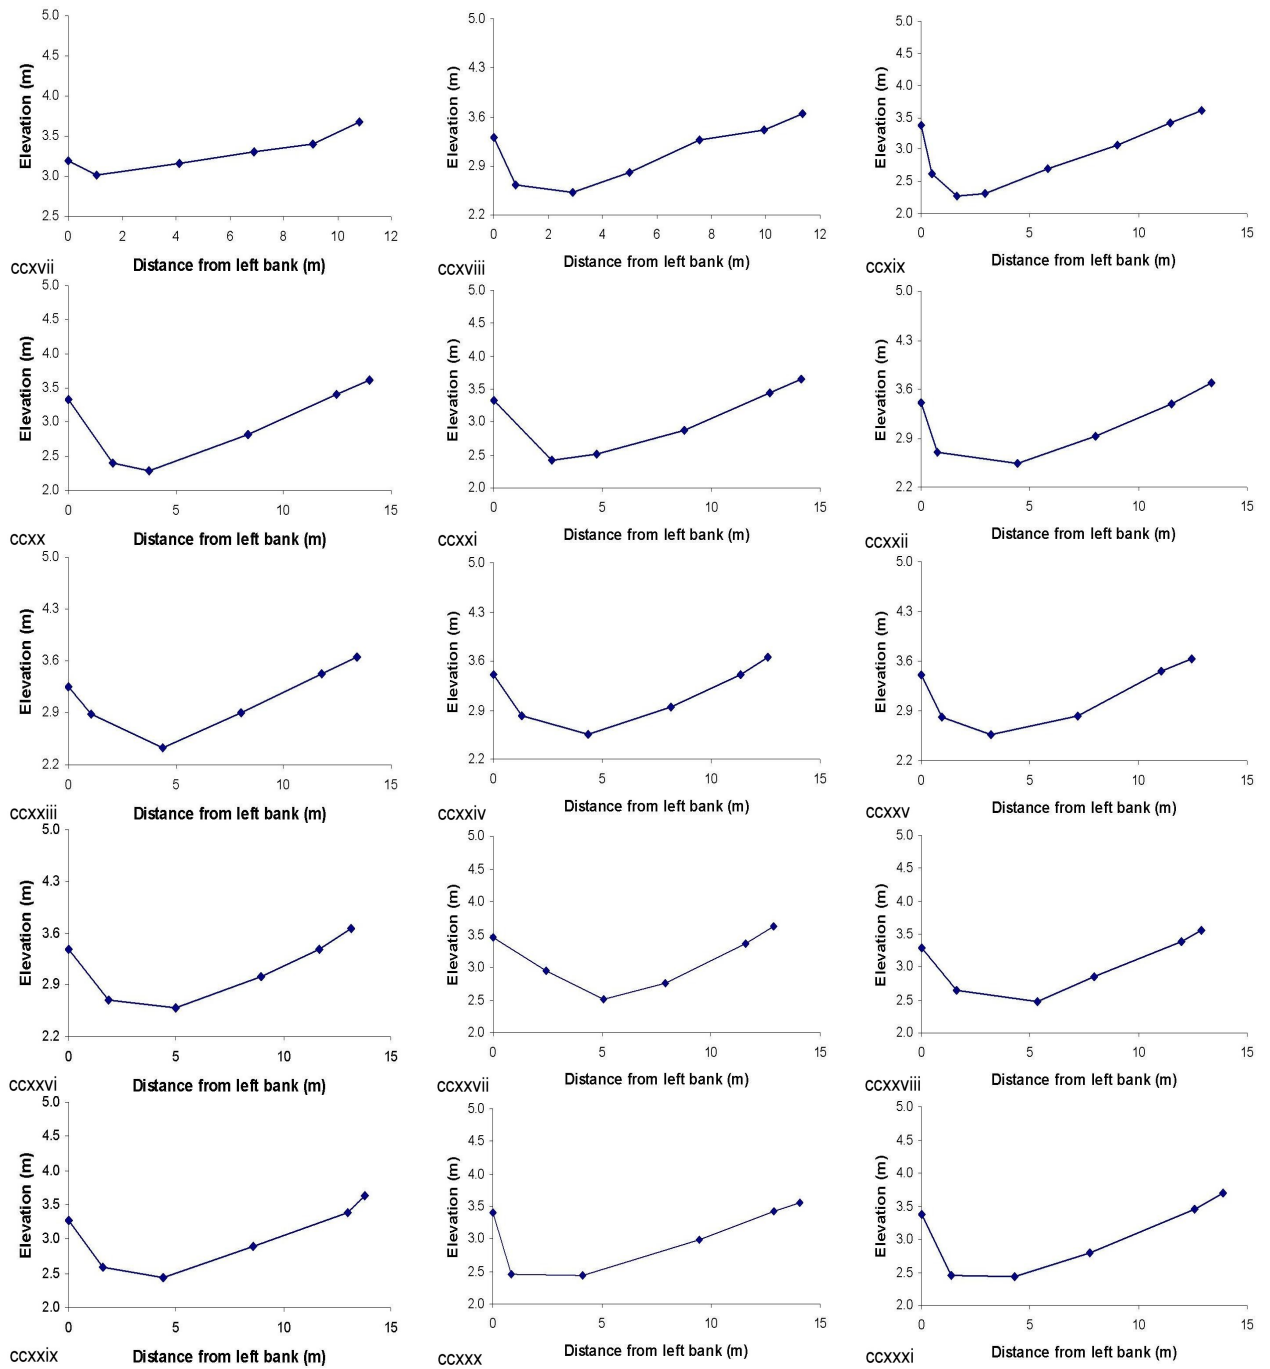 5.0
4.5
4.0
3.5
3.0
2.5
Elevation (m)
0 2 4 6 8 10 12
ccxvii
Distance from left bank (m)
5.0
4.3
3.6
2.9
2.2
Elevation (m)
0 2 4 6 8 10 12
ccxviii
Distance from left bank (m)
5.0
4.5
4.0
3.5
3.0
2.5
2.0
Elevation (m)
0 5 10 15
ccxix
Distance from left bank (m)
5.0
4.5
4.0
3.5
3.0
2.5
2.0
Elevation (m)
0 5 10 15
ccxx
Distance from left bank (m)
5.0
4.5
4.0
3.5
3.0
2.5
2.0
Elevation (m)
0 5 10 15
ccxxi
Distance from left bank (m)
5.0
4.3
3.6
2.9
2.2
Elevation (m)
0 5 10 15
ccxxii
Distance from left bank (m)
5.0
4.3
3.6
2.9
2.2
Elevation (m)
0 5 10 15
ccxxiii
Distance from left bank (m)
5.0
4.3
3.6
2.9
2.2
Elevation (m)
0 5 10 15
ccxxiv
Distance from left bank (m)
5.0
4.3
3.6
2.9
2.2
Elevation (m)
0 5 10 15
ccxxv
Distance from left bank (m)
5.0
4.3
3.6
2.9
2.2
Elevation (m)
0 5 10 15
ccxxvi
Distance from left bank (m)
5.0
4.5
4.0
3.5
3.0
2.5
2.0
Elevation (m)
0 5 10 15
ccxxvii
Distance from left bank (m)
5.0
4.5
4.0
3.5
3.0
2.5
2.0
Elevation (m)
0 5 10 15
ccxxviii
Distance from left bank (m)
5.0
4.5
4.0
3.5
3.0
2.5
2.0
Elevation (m)
0 5 10 15
ccxxix
Distance from left bank (m)
5.0
4.5
4.0
3.5
3.0
2.5
2.0
Elevation (m)
0 5 10 15
ccxxx
Distance from left bank (m)
5.0
4.5
4.0
3.5
3.0
2.5
2.0
Elevation (m)
0 5 10 15
ccxxxi
Distance from left bank (m)